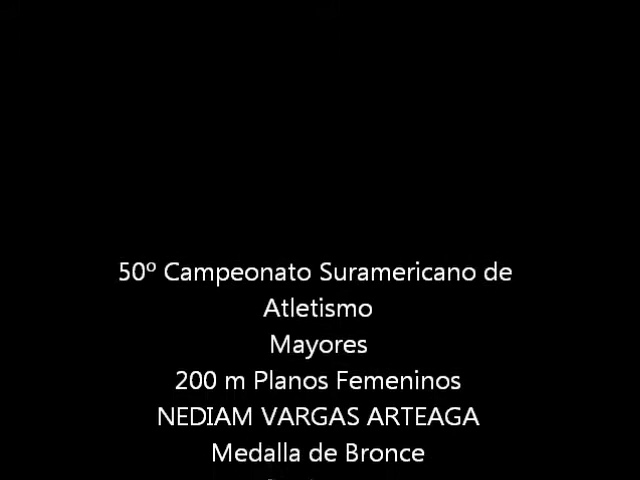 50º Campeonato Suramericano de
Atletismo
Mayores
200 m Planos Femeninos
NEDIAM VARGAS ARTEAGA
Medalla de Bronce